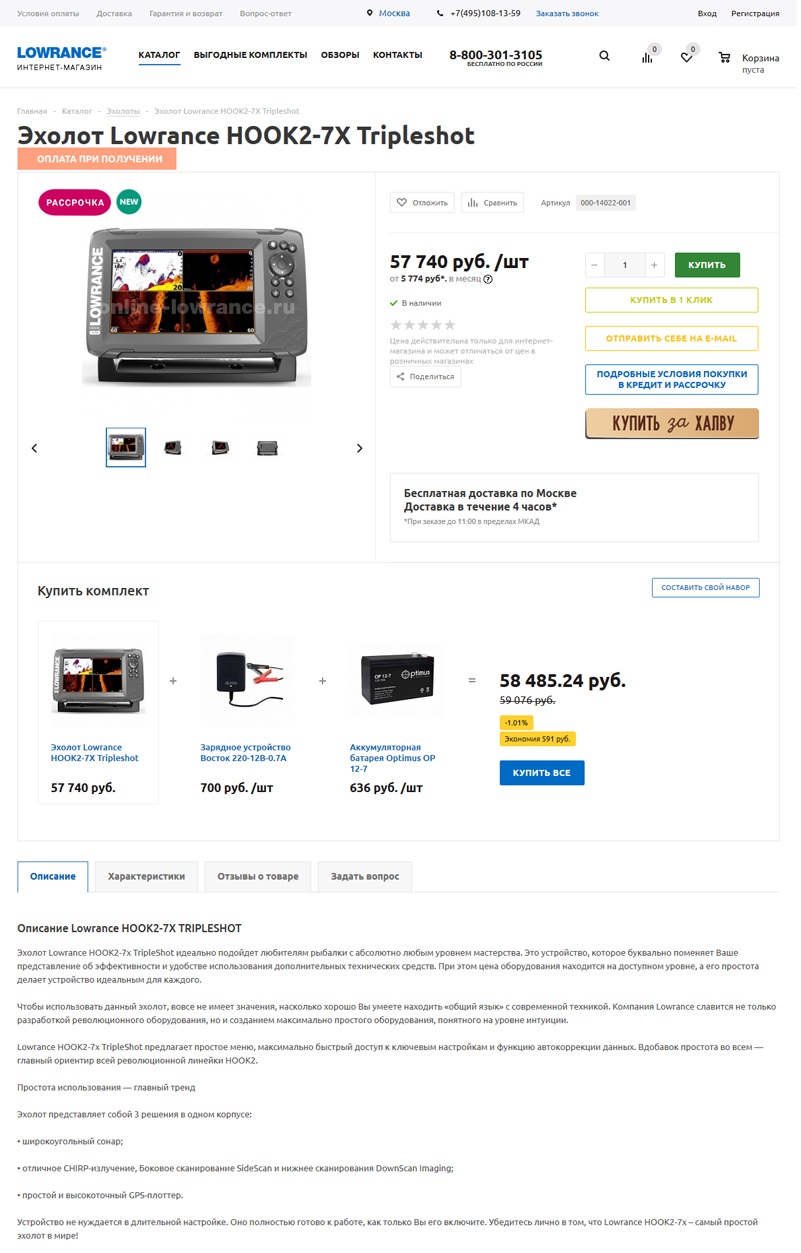 Условия оплаты Доставка Гарантия и возврат Вопрос-ответ Москва +7(495)108-13-59 Заказать звонок Вход Регистрация
LOWRANCE®
ИНТЕРНЕТ-МАГАЗИН
КАТАЛОГ ВЫГОДНЫЕ КОМПЛЕКТЫ ОБЗОРЫ КОНТАКТЫ
8-800-301-3105
БЕСПЛАТНО ПО РОССИИ
0 0 Корзина
пуста
Главная - Каталог - Эхолоты - Эхолот Lowrance HOOK2-7X Tripleshot
Эхолот Lowrance HOOK2-7X Tripleshot
ОПЛАТА ПРИ ПОЛУЧЕНИИ
РАССРОЧКА NEW
LOWRANCE
online-lowrance.ru
Отложить Сравнить Артикул 000-14022-001
57 740 руб. /шт
от 5 774 руб*. в месяц ?
В наличии
Цена действительна только для интернет-
магазина и может отличаться от цен в
розничных магазинах
Поделиться
− 1 + КУПИТЬ
КУПИТЬ В 1 КЛИК
ОТПРАВИТЬ СЕБЕ НА E-MAIL
ПОДРОБНЫЕ УСЛОВИЯ ПОКУПКИ
В КРЕДИТ И РАССРОЧКУ
КУПИТЬ за ХАЛВУ
Бесплатная доставка по Москве
Доставка в течение 4 часов*
*При заказе до 11:00 в пределах МКАД
Купить комплект
СОСТАВИТЬ СВОЙ НАБОР
LOWRANCE
+
+
Optimus
OP 12-7
=
Эхолот Lowrance
HOOK2-7X Tripleshot
57 740 руб.
Зарядное устройство
Восток 220-12В-0.7А
700 руб. /шт
Аккумуляторная
батарея Optimus OP
12-7
636 руб. /шт
58 485.24 руб.
59 076 руб.
-1.01%
Экономия 591 руб.
КУПИТЬ ВСЕ
Описание Характеристики Отзывы о товаре Задать вопрос
Описание Lowrance HOOK2-7X TRIPLESHOT
Эхолот Lowrance HOOK2-7x TripleShot идеально подойдет любителям рыбалки с абсолютно любым уровнем мастерства. Это устройство, которое буквально поменяет Ваше
представление об эффективности и удобстве использования дополнительных технических средств. При этом цена оборудования находится на доступном уровне, а его простота
делает устройство идеальным для каждого.
Чтобы использовать данный эхолот, вовсе не имеет значения, насколько хорошо Вы умеете находить «общий язык» с современной техникой. Компания Lowrance славится не только
разработкой революционного оборудования, но и созданием максимально простого оборудования, понятного на уровне интуиции.
Lowrance HOOK2-7x TripleShot предлагает простое меню, максимально быстрый доступ к ключевым настройкам и функцию автокоррекции данных. Вдобавок простота во всем —
главный ориентир всей революционной линейки HOOK2.
Простота использования — главный тренд
Эхолот представляет собой 3 решения в одном корпусе:
• широкоугольный сонар;
• отличное CHIRP-излучение, Боковое сканирование SideScan и нижнее сканирования DownScan Imaging;
• простой и высокоточный GPS-плоттер.
Устройство не нуждается в длительной настройке. Оно полностью готово к работе, как только Вы его включите. Убедитесь лично в том, что Lowrance HOOK2-7x – самый простой
эхолот в мире!